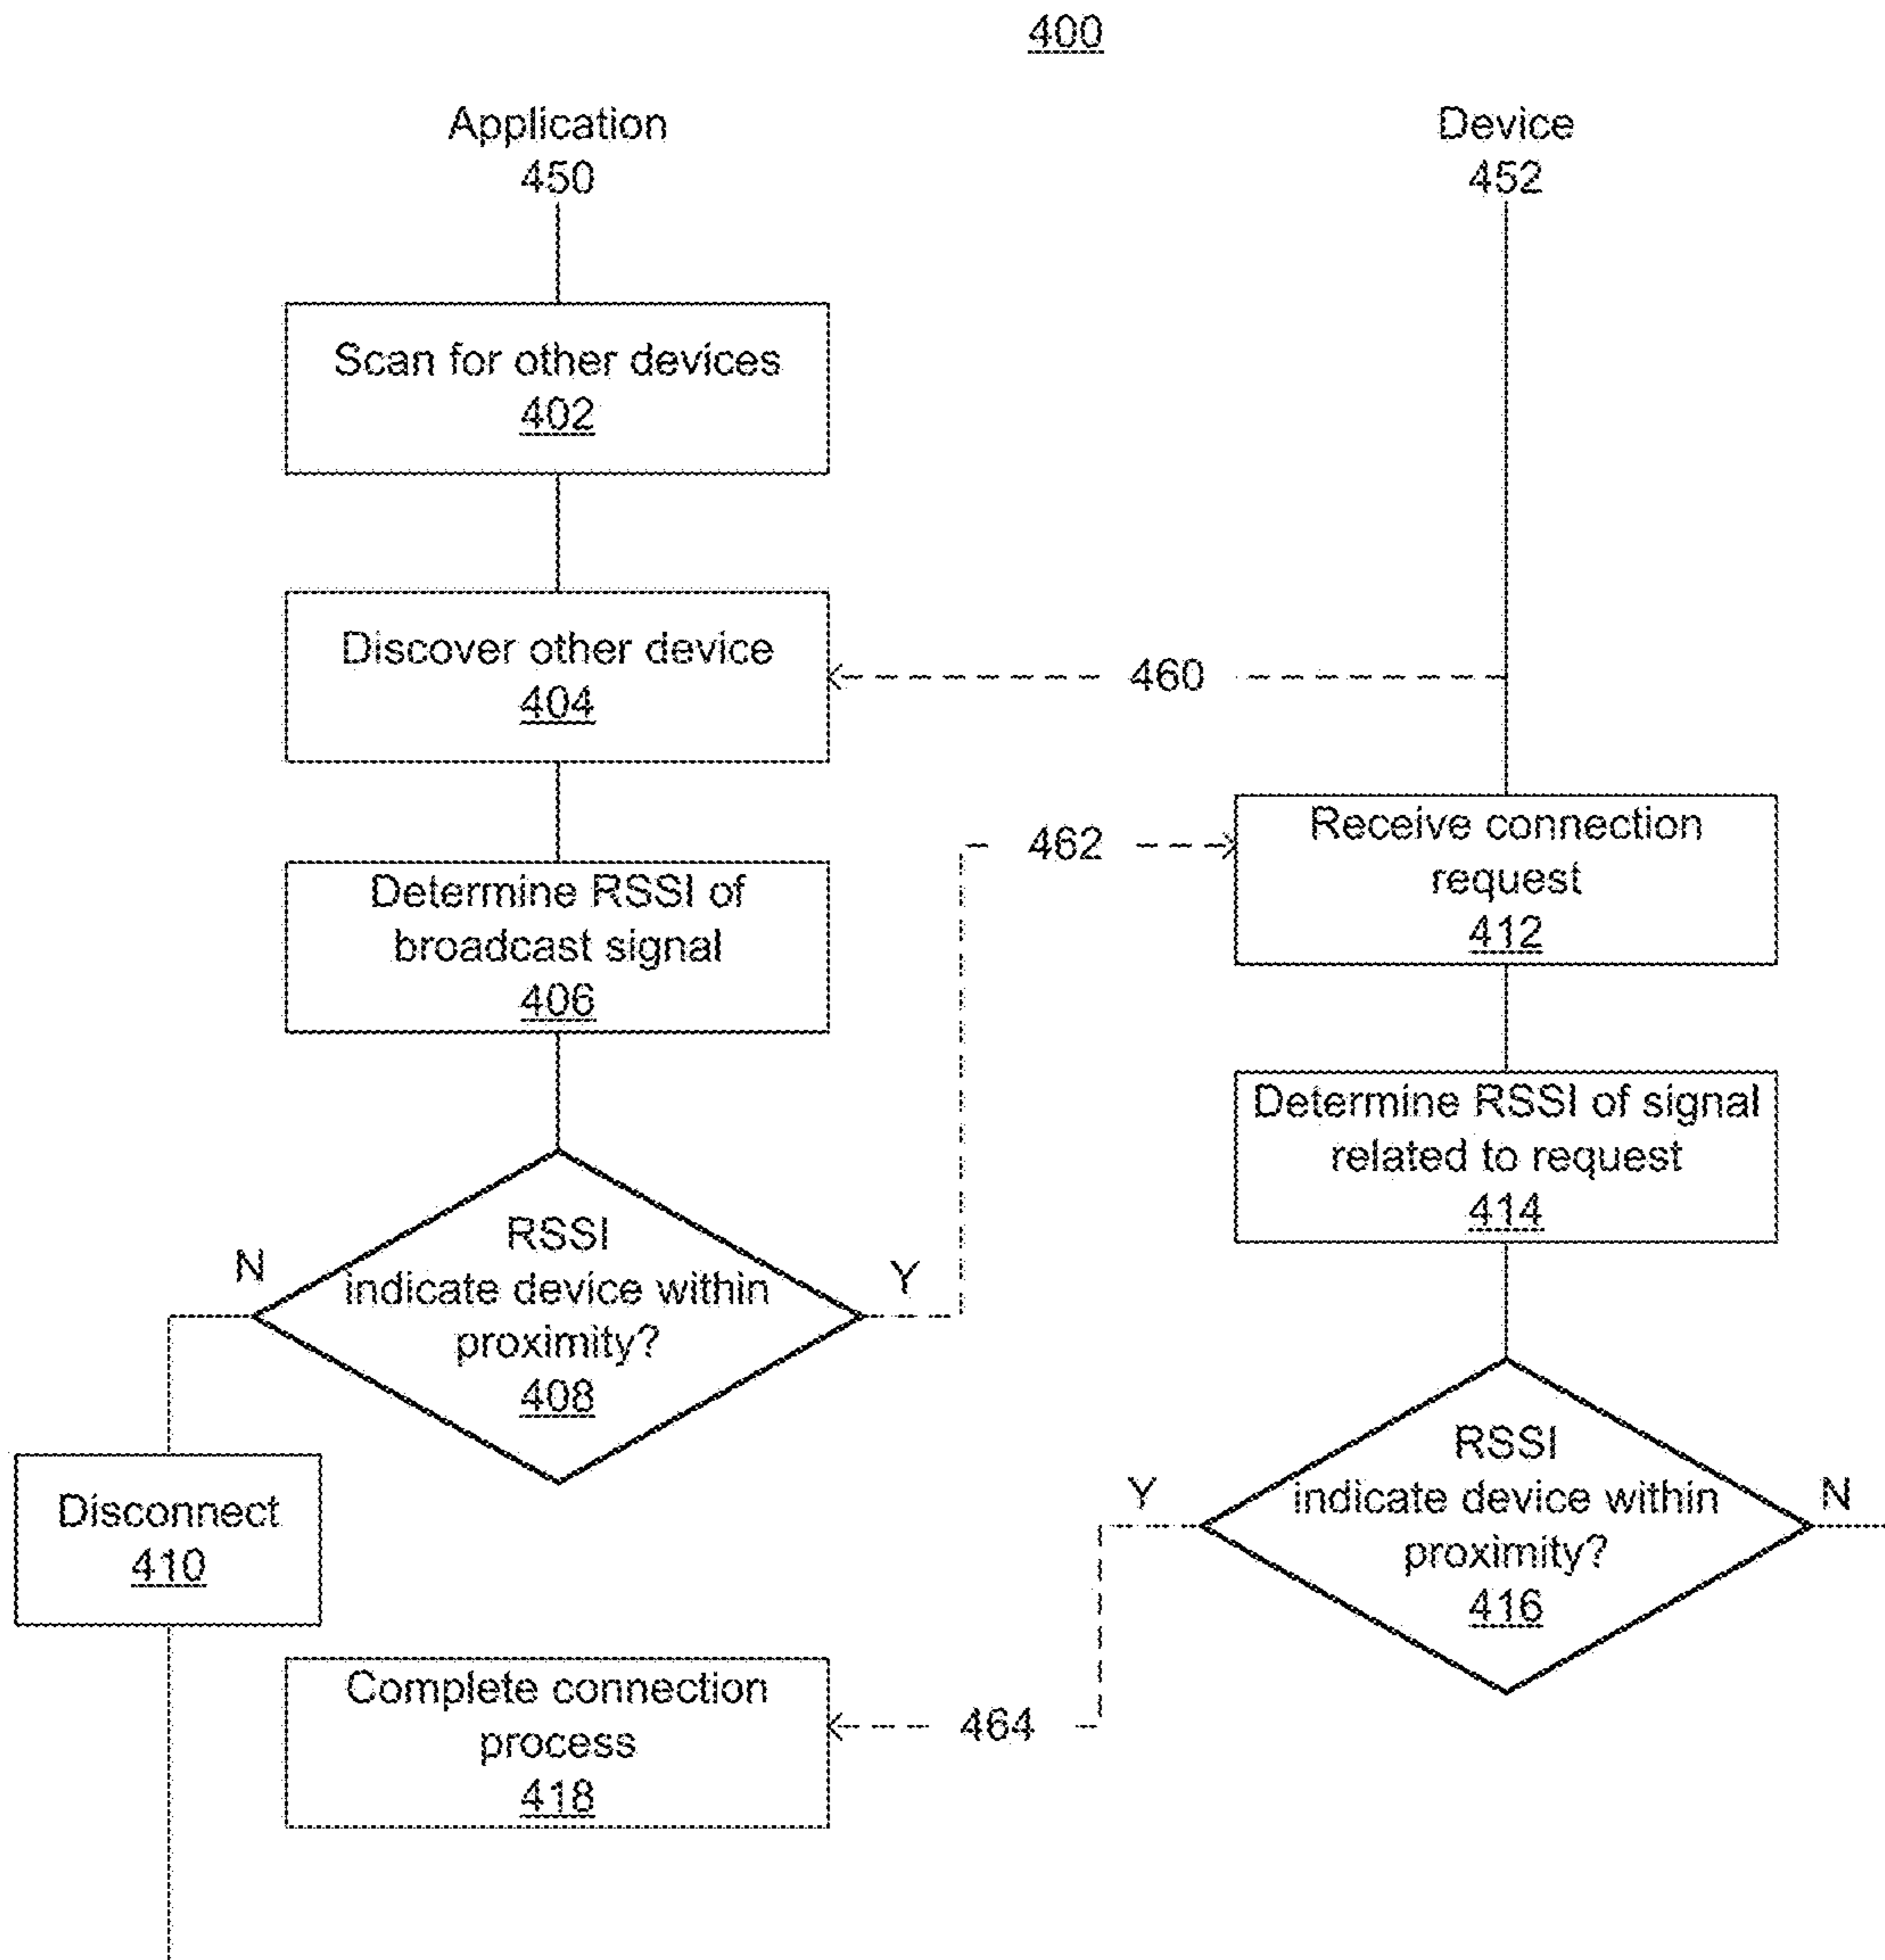 400
Application
450
Device
452
Scan for other devices
402
Discover other device
404
460
Receive connection
request
412
462
Determine RSSI of
broadcast signal
406
Determine RSSI of signal
related to request
414
RSSI
indicate device within
proximity?
408
N
Y
RSSI
indicate device within
proximity?
416
Y
N
Disconnect
410
Complete connection
process
418
464